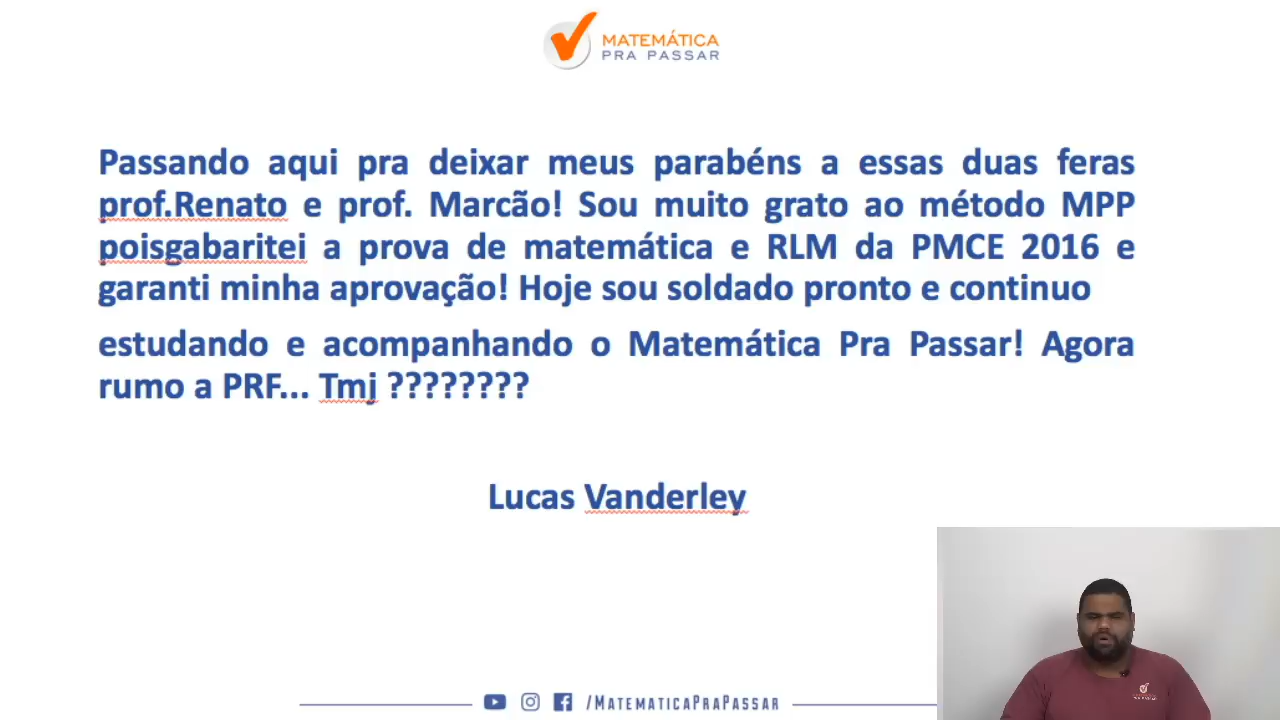 MATEMÁTICA
PRA PASSAR
Passando aqui pra deixar meus parabéns a essas duas feras
prof.Renato e prof. Marcão! Sou muito grato ao método MPP
poisgabaritei a prova de matemática e RLM da PMCE 2016 e
garanti minha aprovação! Hoje sou soldado pronto e continuo
estudando e acompanhando o Matemática Pra Passar! Agora
rumo a PRF... Tmj ????????
Lucas Vanderley
/MATEMATICAPRAPASSAR